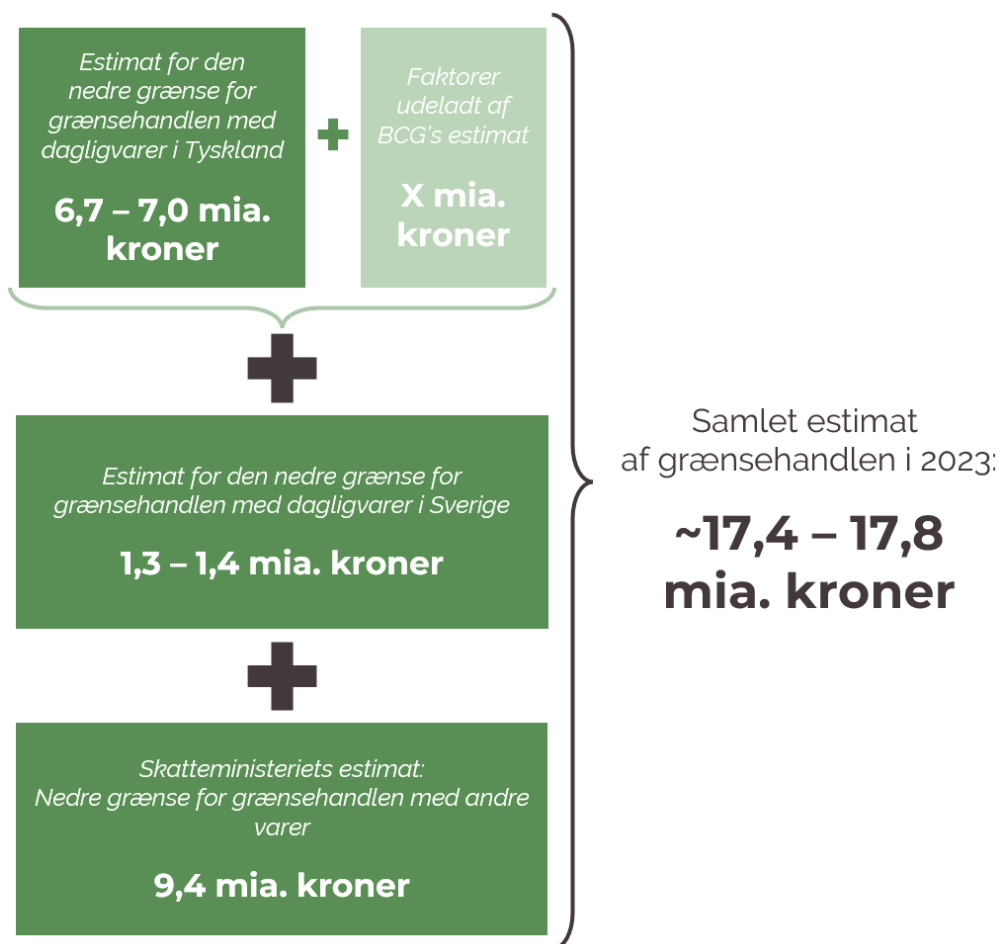 Estimat for den
nedre grænse for
grænsehandlen med
dagligvarer i Tyskland
6,7 – 7,0 mia.
kroner
Faktorer
udeladt af
BCG's estimat
X mia.
kroner
Estimat for den nedre grænse for
grænsehandlen med dagligvarer i Sverige
1,3 – 1,4 mia. kroner
Skatteministeriets estimat:
Nedre grænse for grænsehandlen med andre
varer
9,4 mia. kroner
Samlet estimat
af grænsehandlen i 2023:
~17,4 – 17,8
mia. kroner